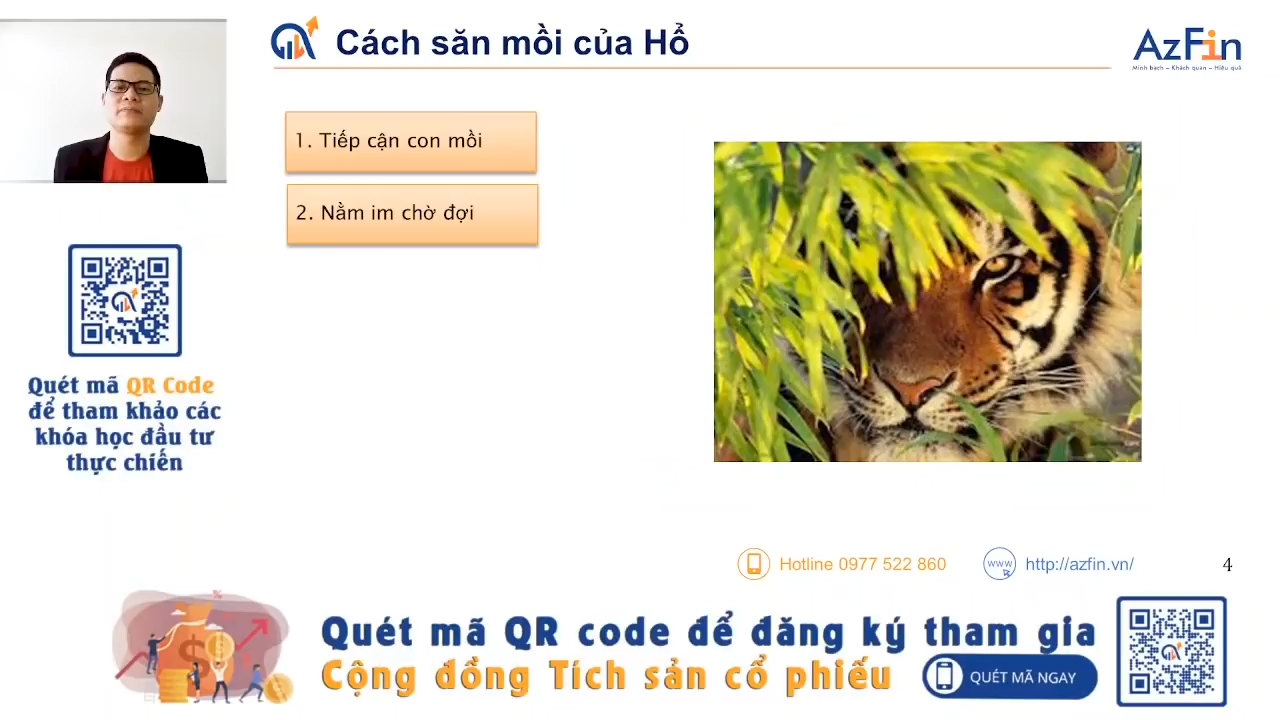 Cách săn mồi của Hổ
AzFin
Minh bạch – Khách quan – Hiệu quả
1. Tiếp cận con mồi
2. Nằm im chờ đợi
Quét mã QR Code
để tham khảo các
khóa học đầu tư
thực chiến
Hotline 0977 522 860
www
http://azfin.vn/
4
Quét mã QR code để đăng ký tham gia
Cộng đồng Tích sản cổ phiếu
QUÉT MÃ NGAY